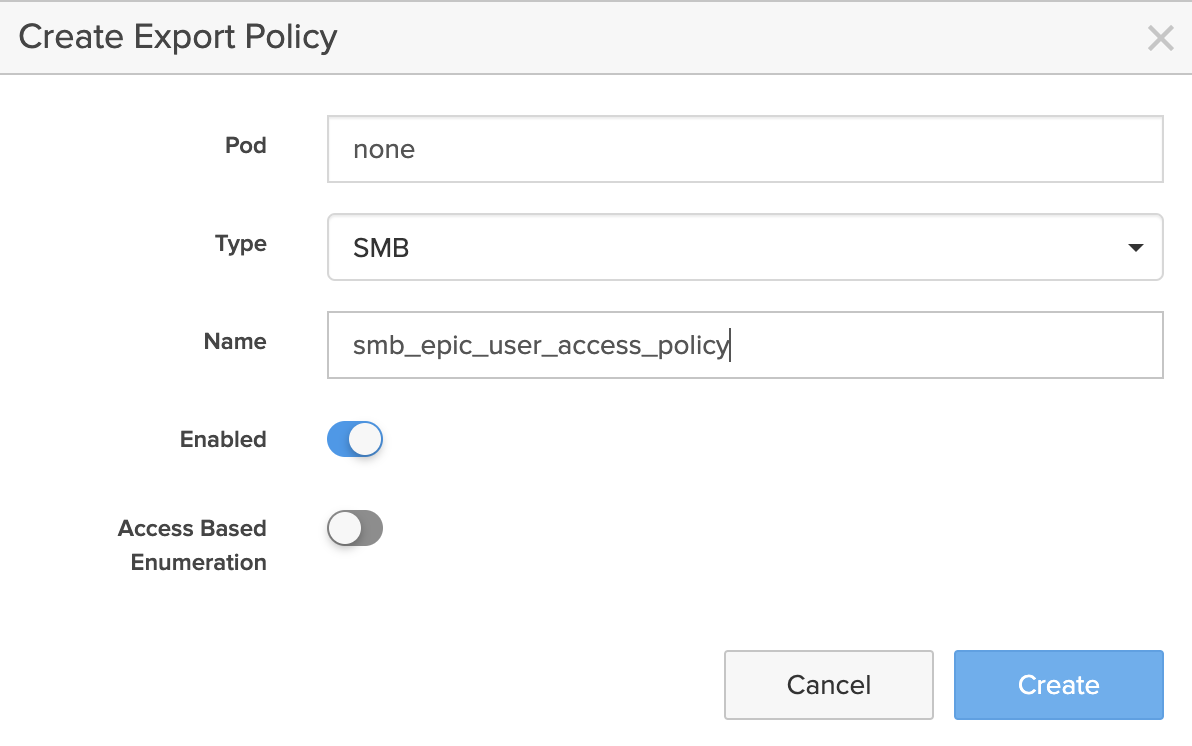 Create Export Policy
Pod
none
Type
SMB
Name
smb_epic_user_access_policy
Enabled
Access Based
Enumeration
Cancel
Create